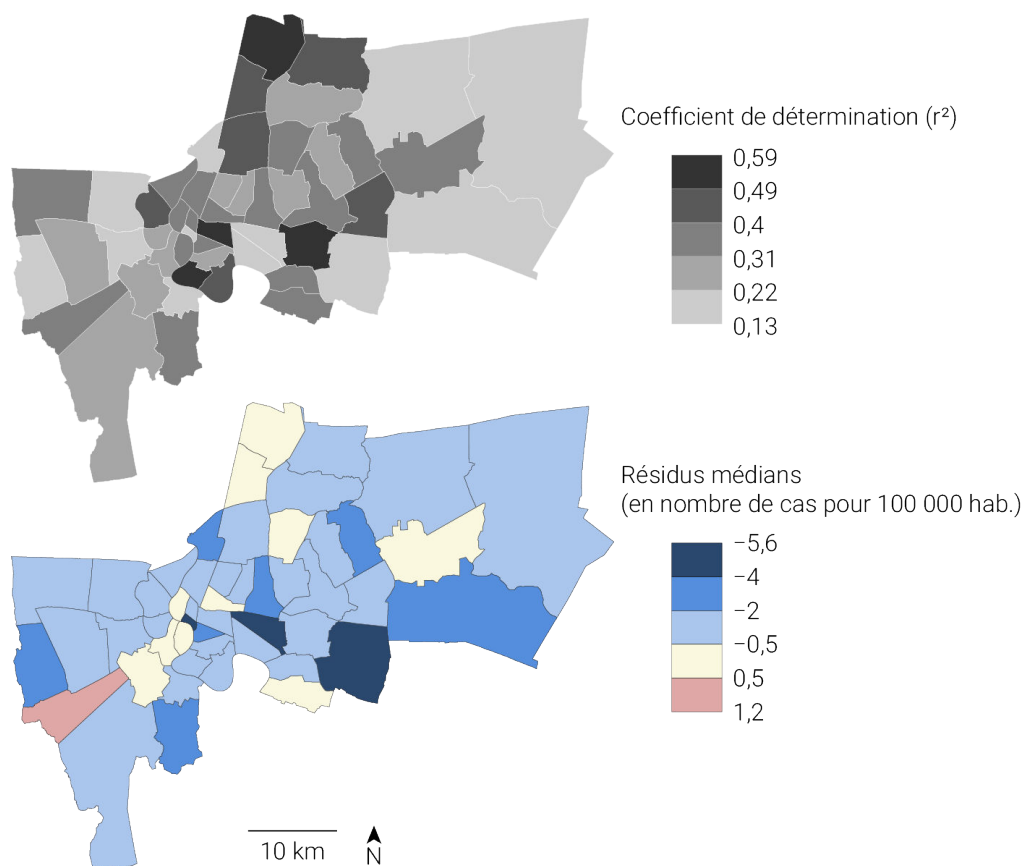 Coefficient de détermination (r²)
0,59
0,49
0,4
0,31
0,22
0,13
Résidus médians
(en nombre de cas pour 100 000 hab.)
−5,6
−4
−2
−0,5
0,5
1,2
10 km
N